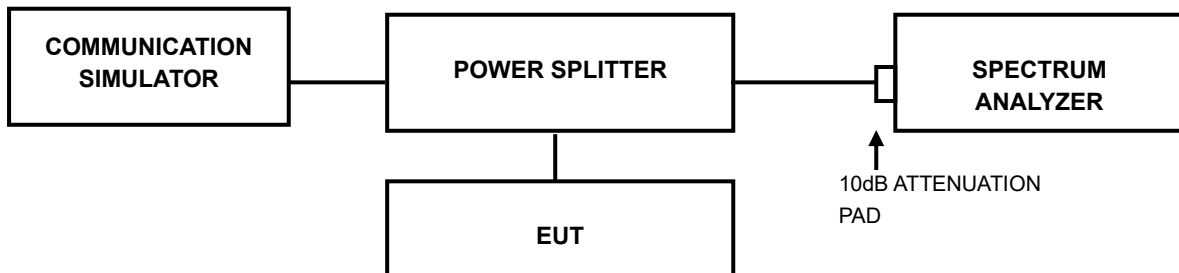 COMMUNICATION
SIMULATOR
POWER SPLITTER
SPECTRUM
ANALYZER
10dB ATTENUATION
PAD
EUT